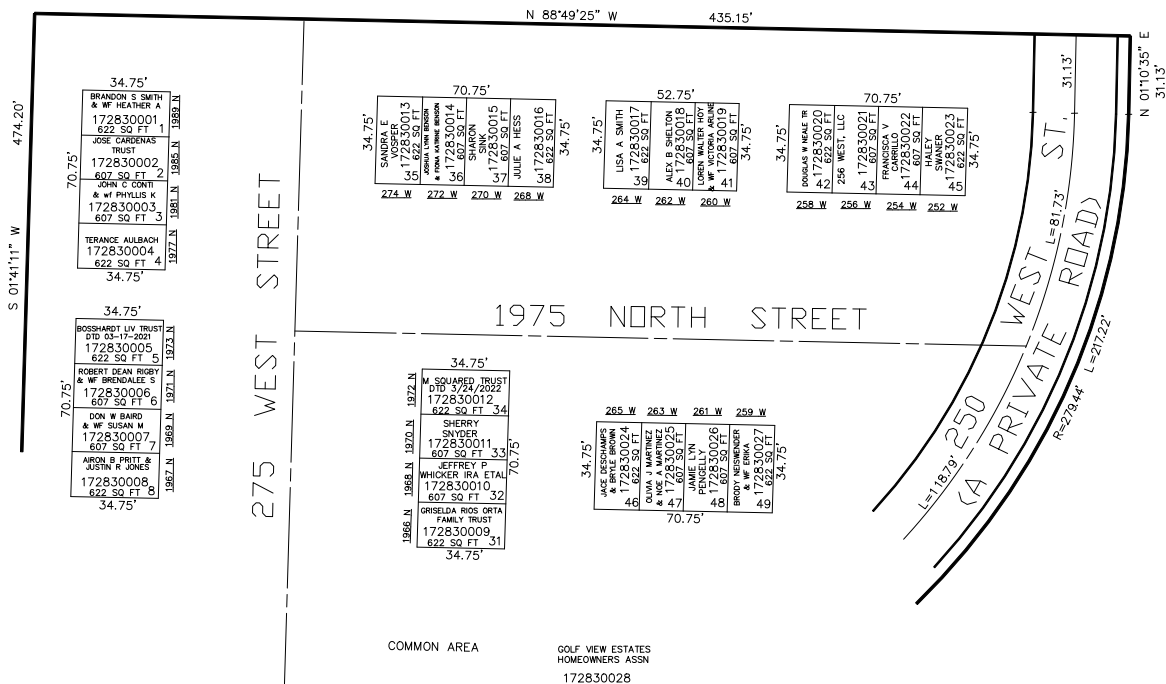 N 88°49'25" W 435.15'
474.20'
S 01°41'11" W
N 01°10'35" E
31.13'
31.13'
34.75'
BRANDON S SMITH
& WF HEATHER A
172830001
622 SQ FT 1
1989 N
JOSE CARDENAS
TRUST
172830002
607 SQ FT 2
1985 N
JOHN C CONTI
& wf PHYLLIS K
172830003
607 SQ FT 3
1981 N
TERANCE AULBACH
172830004
622 SQ FT 4
1977 N
70.75'
34.75'
34.75'
BOSSHARDT LIV TRUST
DTD 03-17-2021
172830005
622 SQ FT 5
1973 N
ROBERT DEAN RIGBY
& WF BRENDALEE S
172830006
607 SQ FT 6
1971 N
DON W BAIRD
& WF SUSAN M
172830007
607 SQ FT 7
1969 N
AIRON B PRITT &
JUSTIN R JONES
172830008
622 SQ FT 8
1967 N
70.75'
34.75'
275 WEST STREET
70.75'
34.75'
SANDRA E
VOSPER
172830013
622 SQ FT
35
274 W
JOSHUA LYNN BENSON
& FIONA KATRINE BENSON
172830014
607 SQ FT
36
272 W
SHARON
SINK
172830015
607 SQ FT
37
270 W
JULIE A HESS
172830016
622 SQ FT
38
268 W
34.75'
52.75'
34.75'
LISA A SMITH
172830017
622 SQ FT
39
264 W
ALEX B SHELTON
172830018
607 SQ FT
40
262 W
LOREN WALTER HOY
& WF VICTORIA ARLINE
172830019
622 SQ FT
41
260 W
34.75'
70.75'
34.75'
DOUGLAS W NEALE TR
172830020
622 SQ FT
42
258 W
256 WEST, LLC
172830021
607 SQ FT
43
256 W
FRANCISCO V
CARRILLO
172830022
607 SQ FT
44
254 W
HALEY
SWANER
172830023
622 SQ FT
45
252 W
34.75'
1975 NORTH STREET
34.75'
M SQUARED TRUST
DTD 3/24/2022
172830012
622 SQ FT 34
1972 N
SHERRY
SNYDER
172830011
607 SQ FT 33
1970 N
JEFFREY P
WHICKER IRA ETAL
172830010
607 SQ FT 32
1968 N
GRISELDA RIOS ORTA
FAMILY TRUST
172830009
622 SQ FT 31
1966 N
70.75'
34.75'
265 W
263 W
261 W
259 W
34.75'
JACE DESCHAMPS
& BRYLE BROWN
172830024
622 SQ FT
46
OLIVIA J MARTINEZ
& NOE A MARTINEZ
172830025
607 SQ FT
47
JAMIE LYN
PENGELLY
172830026
607 SQ FT
48
BRODY NEISWENDER
& WF ERIKA
172830027
622 SQ FT
49
34.75'
70.75'
250 WEST ST
(A PRIVATE ROAD)
L=81.73'
L=118.79'
L=217.22'
R=279.44'
COMMON AREA
GOLF VIEW ESTATES
HOMEOWNERS ASSN
172830028